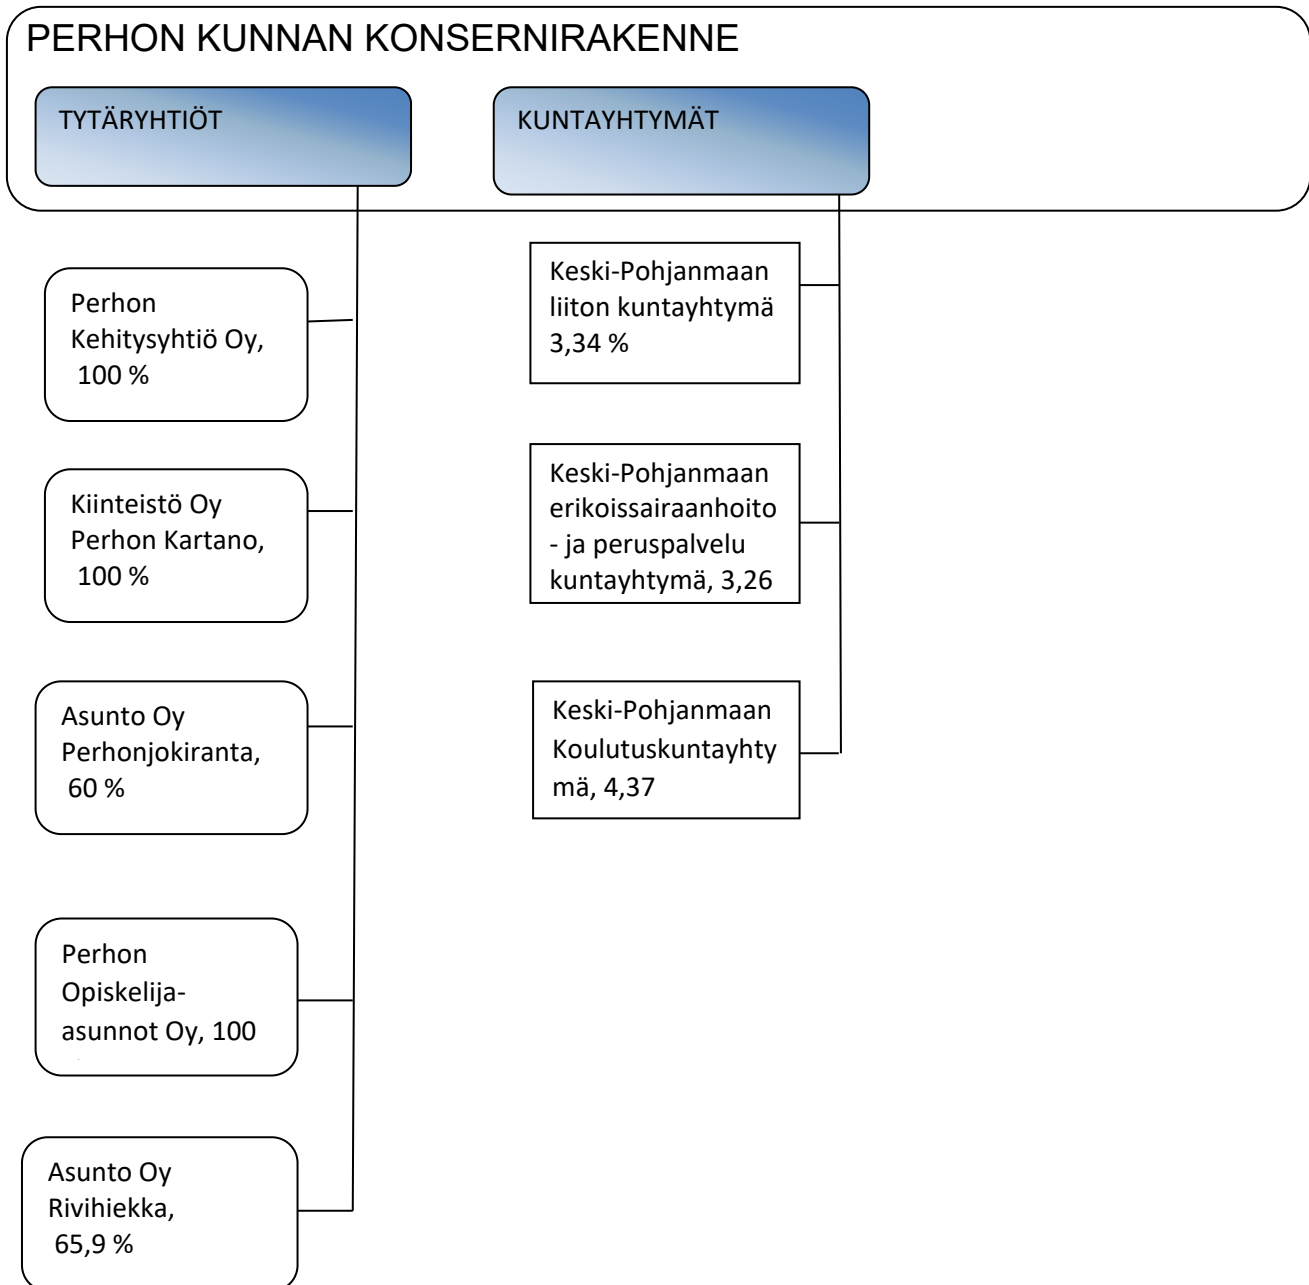 PERHON KUNNAN KONSERNIRAKENNE
TYTÄRYHTIÖT
Perhon
Kehitysyhtiö Oy,
100 %
Kiinteistö Oy
Perhon Kartano,
100 %
Asunto Oy
Perhonjokiranta,
60 %
Perhon
Opiskelija-
asunnot Oy, 100
Asunto Oy
Rivihiekka,
65,9 %
KUNTAYHTYMÄT
Keski-Pohjanmaan
liiton kuntayhtymä
3,34 %
Keski-Pohjanmaan
erikoissairaanhoito
- ja peruspalvelu
kuntayhtymä, 3,26
Keski-Pohjanmaan
Koulutuskuntayhty
mä, 4,37